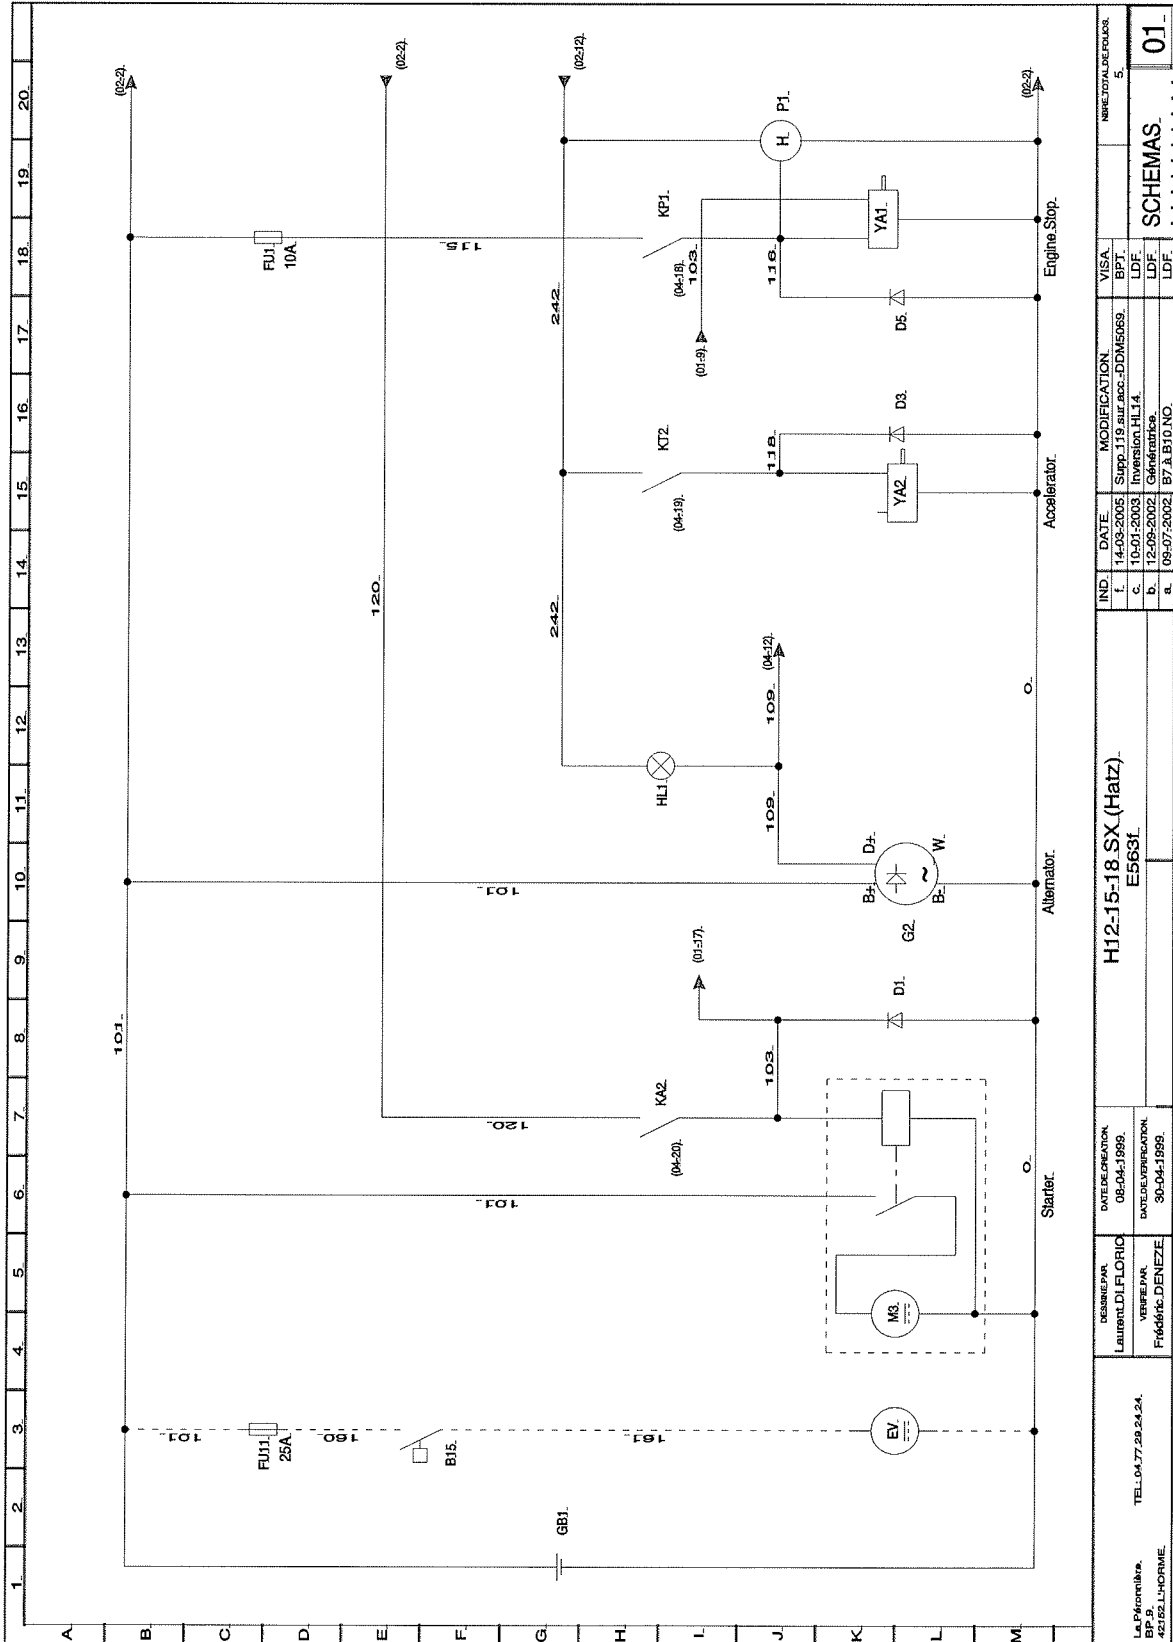 1 2 3 4 5 6 7 8 9 10 11 12 13 14 15 16 17 18 19 20
A
B
C
D
E
F
G
H
I
J
K
L
M
101
(02-2)
101
FU11
25A
160
B15
161
EV
GB1
101
120
KA2
(04-20)
103
(01-17)
D1
M3
Starter
0
101
B+
D+
B-
W
G2
~
Alternator
HL1
109
109
(04-12)
0
120
(02-2)
242
242
(02-12)
KT2
(04-19)
118
D3
YA2
Accelerator
FU1
10A
115
KP1
(04-18)
103
(01-9)
116
D5
YA1
H
P1
Engine Stop
(02-2)
La Péronnière
BP 9
42152 L'HORME
TEL: 04.77.29.24.24
DESSINE PAR
Laurent DI FLORIO
VERIFIE PAR
Frédéric DENEZE
DATE DE CREATION
08-04-1999
DATE DE VERIFICATION
30-04-1999
H12-15-18 SX (Hatz)
E563f
IND DATE MODIFICATION VISA
f 14-03-2005 Supp 119 sur acc -DDM5069 BPT
c 10-01-2003 Inversion HL14 LDF
b 12-09-2002 Génératrice LDF
a 09-07-2002 B7 à B10 NO LDF
NBRE TOTAL DE FOLIOS
5
SCHEMAS
01